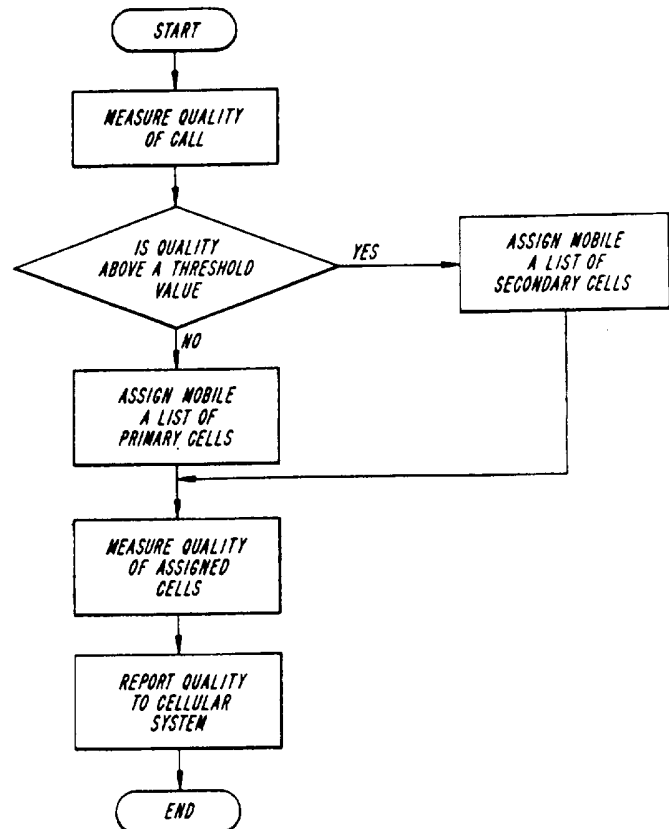 START
MEASURE QUALITY
OF CALL
IS QUALITY
ABOVE A THRESHOLD
VALUE
YES
ASSIGN MOBILE
A LIST OF
SECONDARY CELLS
NO
ASSIGN MOBILE
A LIST OF
PRIMARY CELLS
MEASURE QUALITY
OF ASSIGNED
CELLS
REPORT QUALITY
TO CELLULAR
SYSTEM
END